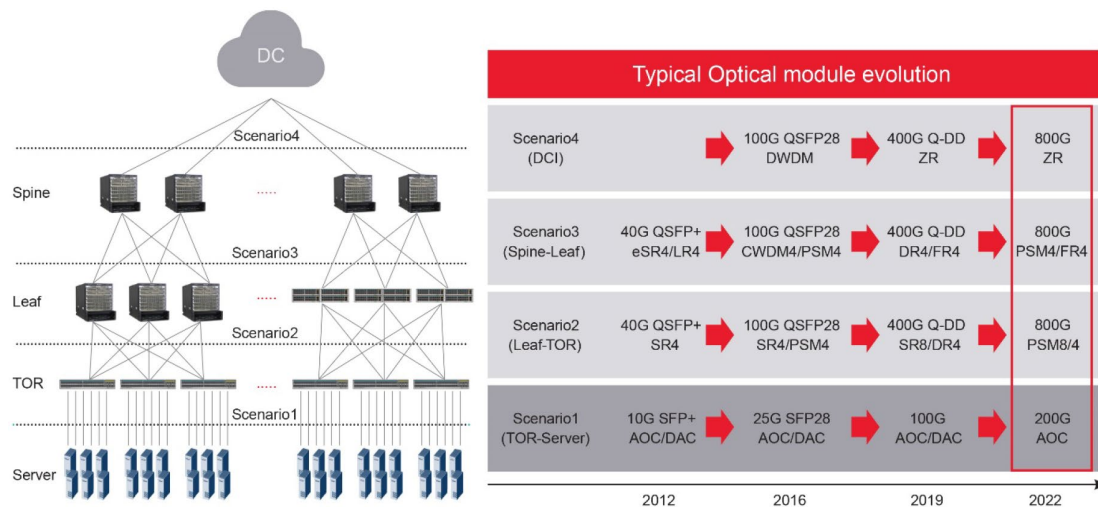 DC
Scenario4
Spine
.....
.....
Scenario3
Leaf
.....
.....
Scenario2
TOR
.....
.....
Scenario1
Server
Typical Optical module evolution
Scenario4
(DCI)
100G QSFP28
DWDM
400G Q-DD
ZR
800G
ZR
Scenario3
(Spine-Leaf)
40G QSFP+
eSR4/LR4
100G QSFP28
CWDM4/PSM4
400G Q-DD
DR4/FR4
800G
PSM4/FR4
Scenario2
(Leaf-TOR)
40G QSFP+
SR4
100G QSFP28
SR4/PSM4
400G Q-DD
SR8/DR4
800G
PSM8/4
Scenario1
(TOR-Server)
10G SFP+
AOC/DAC
25G SFP28
AOC/DAC
100G
AOC/DAC
200G
AOC
2012
2016
2019
2022